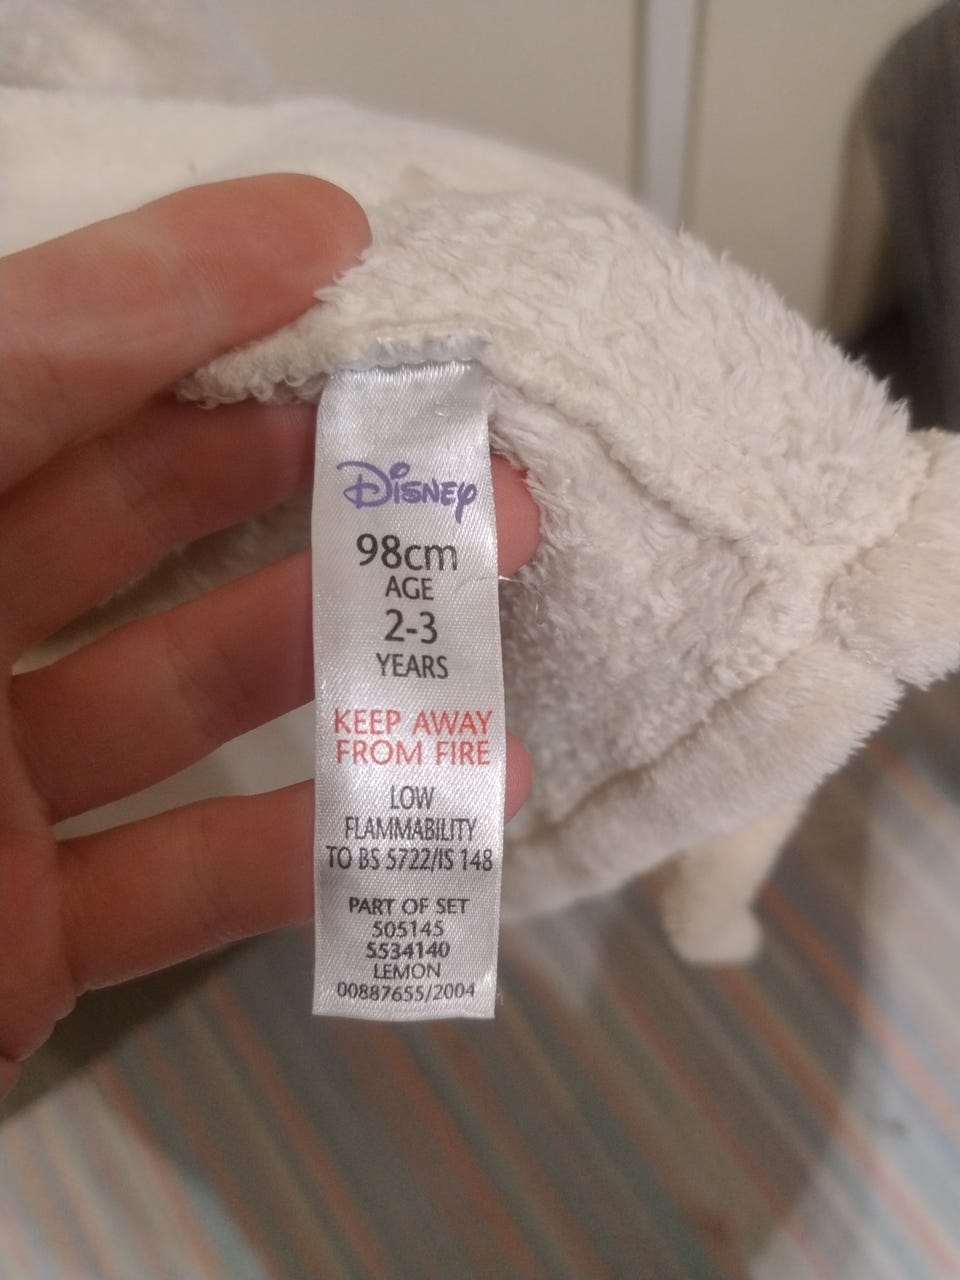 Disney
98cm
AGE
2-3
YEARS
KEEP AWAY
FROM FIRE
LOW
FLAMMABILITY
TO BS 5722/IS 148
PART OF SET
505145
5534140
LEMON
00887655/2004